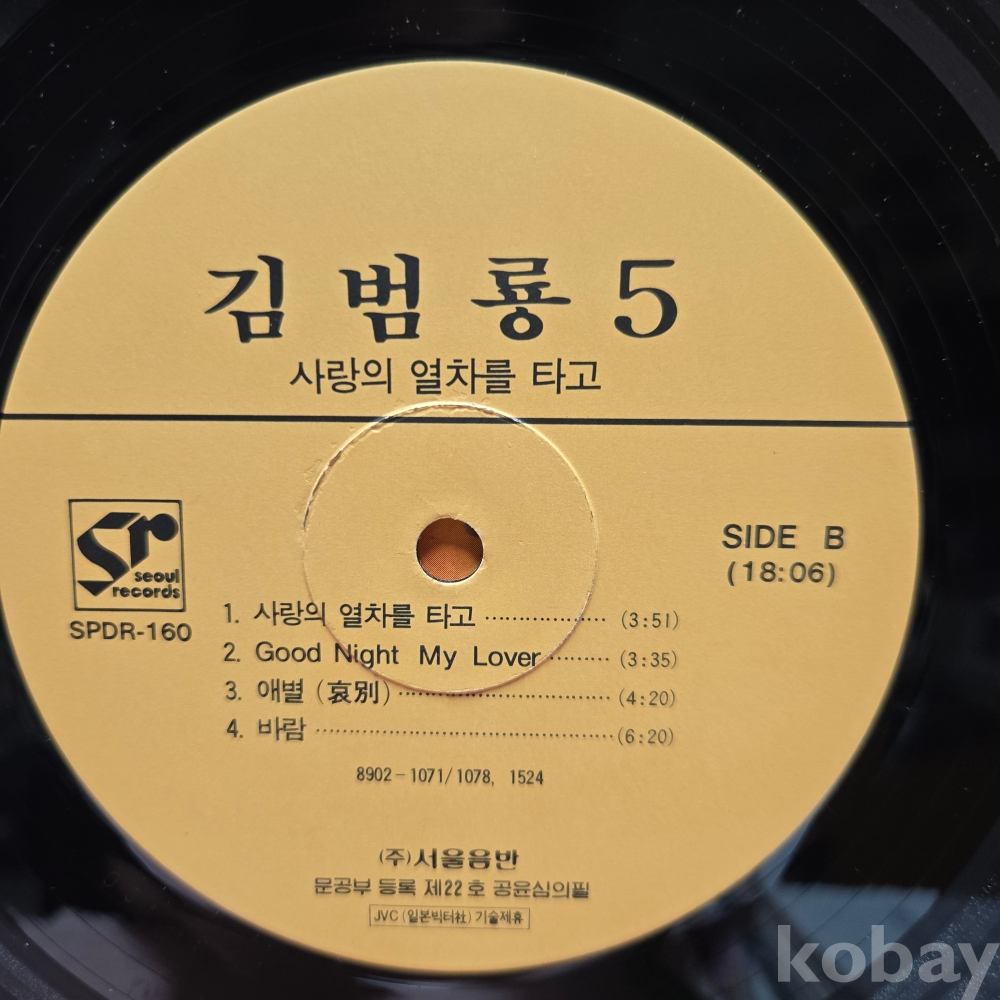 김 범 룡 5
사랑의 열차를 타고
Sr
seoul
records
SPDR-160
SIDE B
(18:06)
1. 사랑의 열차를 타고 ·················· (3:51)
2. Good Night My Lover ········· (3:35)
3. 애별 (哀別) ································ (4:20)
4. 바람 ············································· (6:20)
8902-1071/1078, 1524
(주)서울음반
문공부 등록 제22호 공윤심의필
JVC (일본빅터社) 기술제휴
kobay